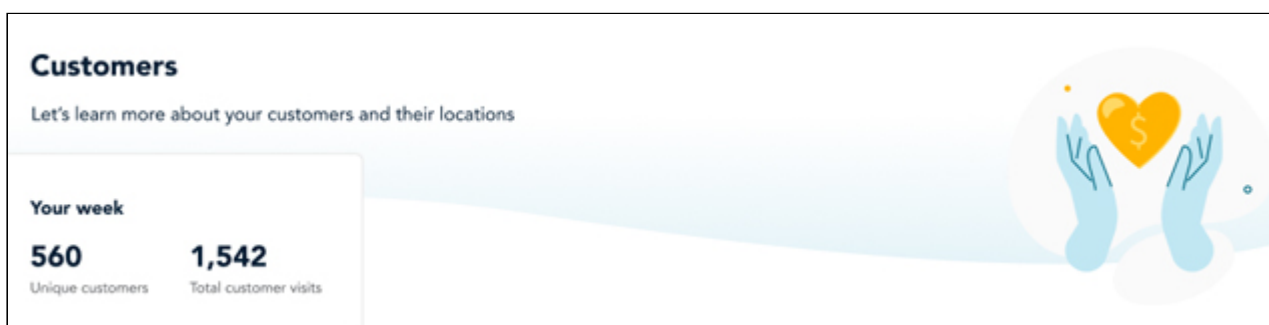 Customers
Let's learn more about your customers and their locations
Your week
560 1,542
Unique customers Total customer visits
$